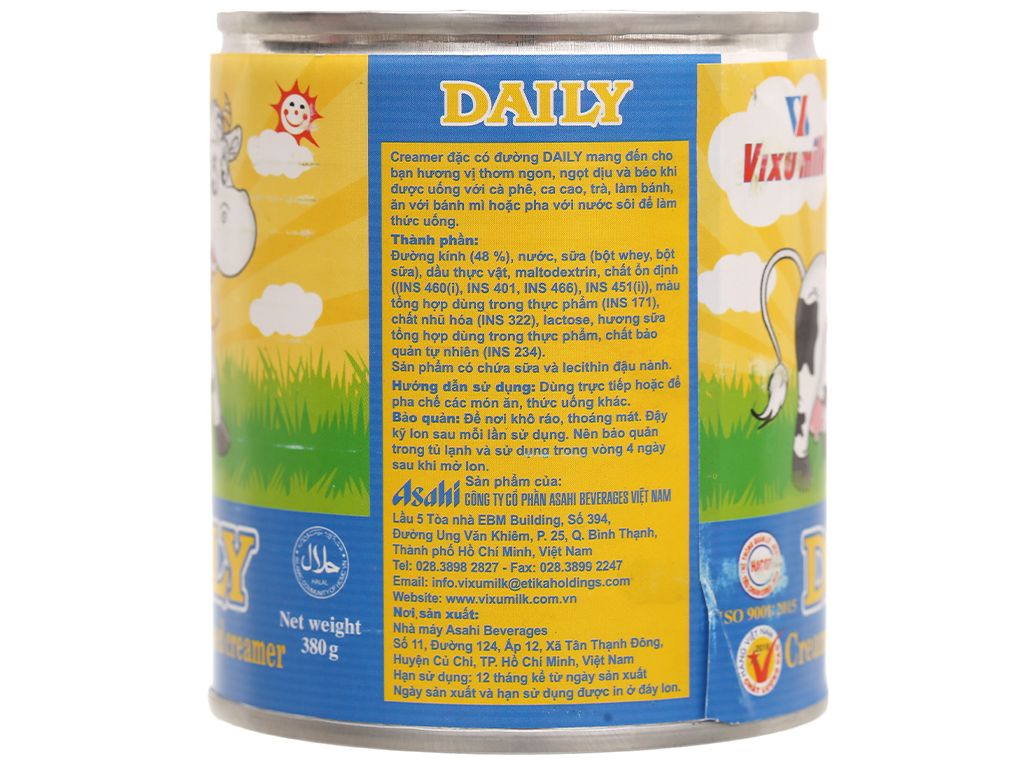 DAILY
Creamer đặc có đường DAILY mang đến cho
bạn hương vị thơm ngon, ngọt dịu và béo khi
được uống với cà phê, ca cao, trà, làm bánh,
ăn với bánh mì hoặc pha với nước sôi để làm
thức uống.
Thành phần:
Đường kính (48 %), nước, sữa (bột whey, bột
sữa), dầu thực vật, maltodextrin, chất ổn định
((INS 460(i), INS 401, INS 466), INS 451(i)), màu
tổng hợp dùng trong thực phẩm (INS 171),
chất nhũ hóa (INS 322), lactose, hương sữa
tổng hợp dùng trong thực phẩm, chất bảo
quản tự nhiên (INS 234).
Sản phẩm có chứa sữa và lecithin đậu nành.
Hướng dẫn sử dụng: Dùng trực tiếp hoặc để
pha chế các món ăn, thức uống khác.
Bảo quản: Để nơi khô ráo, thoáng mát. Đậy
kỹ lon sau mỗi lần sử dụng. Nên bảo quản
trong tủ lạnh và sử dụng trong vòng 4 ngày
sau khi mở lon.
Sản phẩm của:
Asahi CÔNG TY CỔ PHẦN ASAHI BEVERAGES VIỆT NAM
Lầu 5 Tòa nhà EBM Building, Số 394,
Đường Ung Văn Khiêm, P. 25, Q. Bình Thạnh,
Thành phố Hồ Chí Minh, Việt Nam
Tel: 028.3898 2827 - Fax: 028.3899 2247
Email: info.vixumilk@etikaholdings.com
Website: www.vixumilk.com.vn
Nơi sản xuất:
Nhà máy Asahi Beverages
Số 11, Đường 124, Ấp 12, Xã Tân Thạnh Đông,
Huyện Củ Chi, TP. Hồ Chí Minh, Việt Nam
Hạn sử dụng: 12 tháng kể từ ngày sản xuất
Ngày sản xuất và hạn sử dụng được in ở đáy lon.
LY
creamer
حلال
HALAL
Net weight
380 g
Vixumilk
HACCP
ISO 9001: 2015
D
Crea